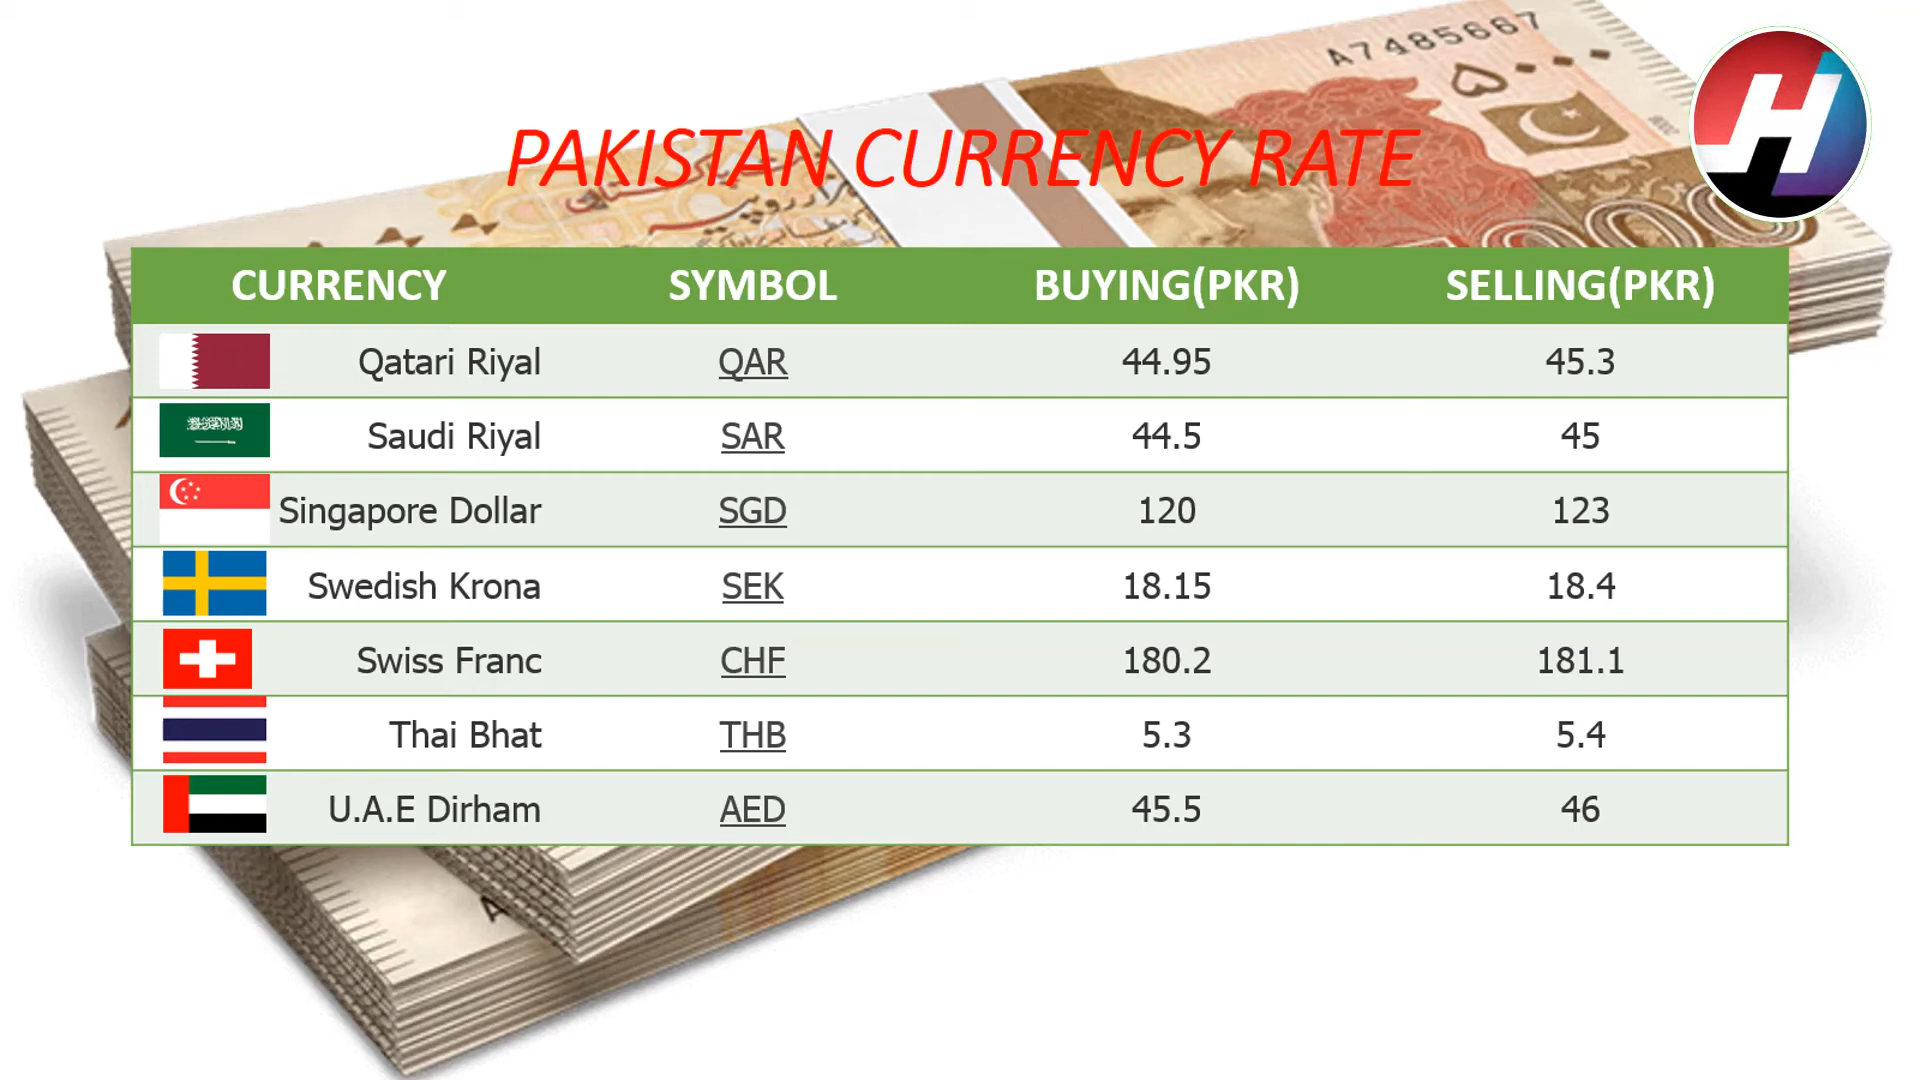 A7485667
PAKISTAN CURRENCY RATE
H
CURRENCY SYMBOL BUYING(PKR) SELLING(PKR)
Qatari Riyal QAR 44.95 45.3
Saudi Riyal SAR 44.5 45
Singapore Dollar SGD 120 123
Swedish Krona SEK 18.15 18.4
Swiss Franc CHF 180.2 181.1
Thai Bhat THB 5.3 5.4
U.A.E Dirham AED 45.5 46